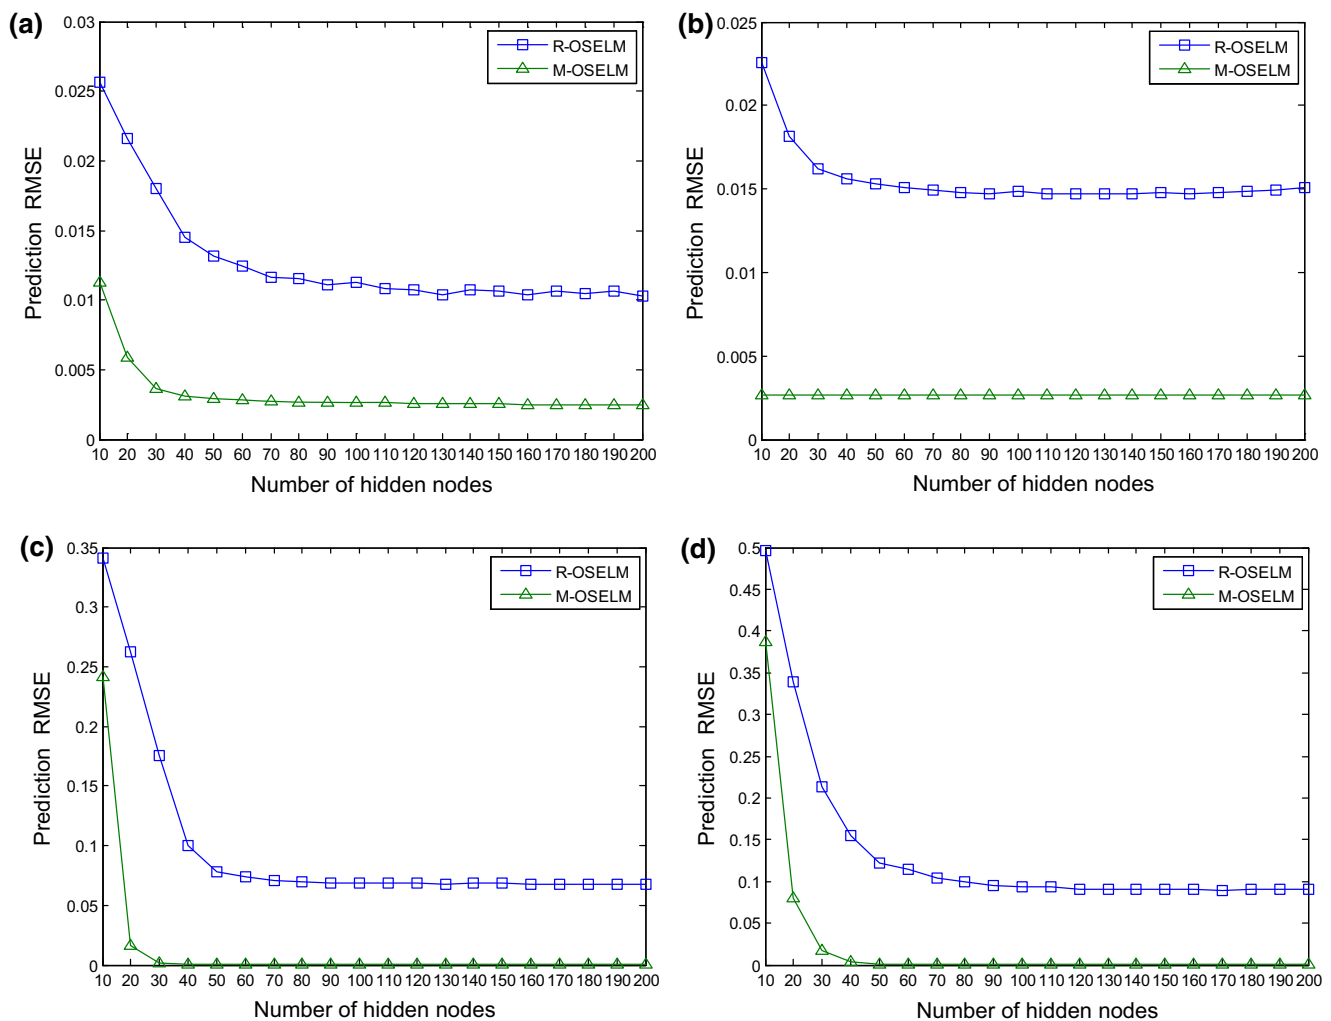 (a)
R-OSELM
M-OSELM
Prediction RMSE
0.03
0.025
0.02
0.015
0.01
0.005
0
10 20 30 40 50 60 70 80 90 100 110 120 130 140 150 160 170 180 190 200
Number of hidden nodes
(b)
R-OSELM
M-OSELM
Prediction RMSE
0.025
0.02
0.015
0.01
0.005
0
10 20 30 40 50 60 70 80 90 100 110 120 130 140 150 160 170 180 190 200
Number of hidden nodes
(c)
R-OSELM
M-OSELM
Prediction RMSE
0.35
0.3
0.25
0.2
0.15
0.1
0.05
0
10 20 30 40 50 60 70 80 90 100 110 120 130 140 150 160 170 180 190 200
Number of hidden nodes
(d)
R-OSELM
M-OSELM
Prediction RMSE
0.5
0.45
0.4
0.35
0.3
0.25
0.2
0.15
0.1
0.05
0
10 20 30 40 50 60 70 80 90 100 110 120 130 140 150 160 170 180 190 200
Number of hidden nodes